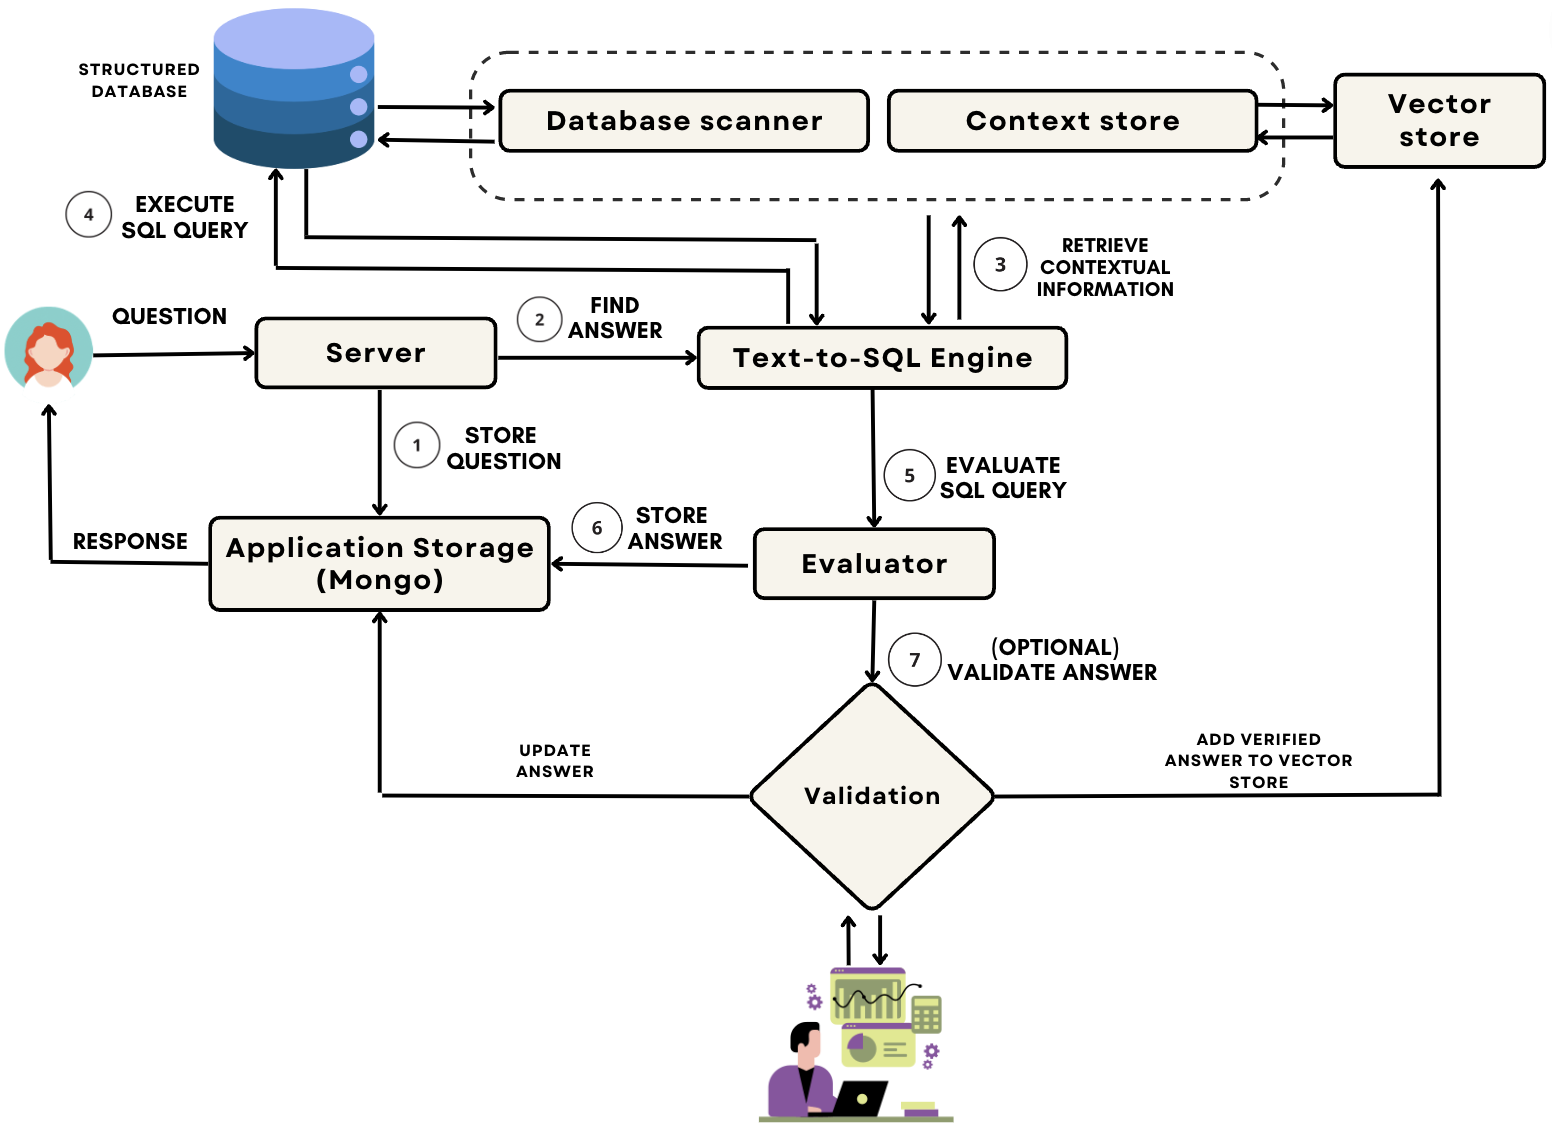 STRUCTURED
DATABASE
Database scanner
Context store
Vector
store
4
EXECUTE
SQL QUERY
3
RETRIEVE
CONTEXTUAL
INFORMATION
QUESTION
Server
2
FIND
ANSWER
Text-to-SQL Engine
1
STORE
QUESTION
5
EVALUATE
SQL QUERY
RESPONSE
Application Storage
(Mongo)
6
STORE
ANSWER
Evaluator
7
(OPTIONAL)
VALIDATE ANSWER
UPDATE
ANSWER
Validation
ADD VERIFIED
ANSWER TO VECTOR
STORE